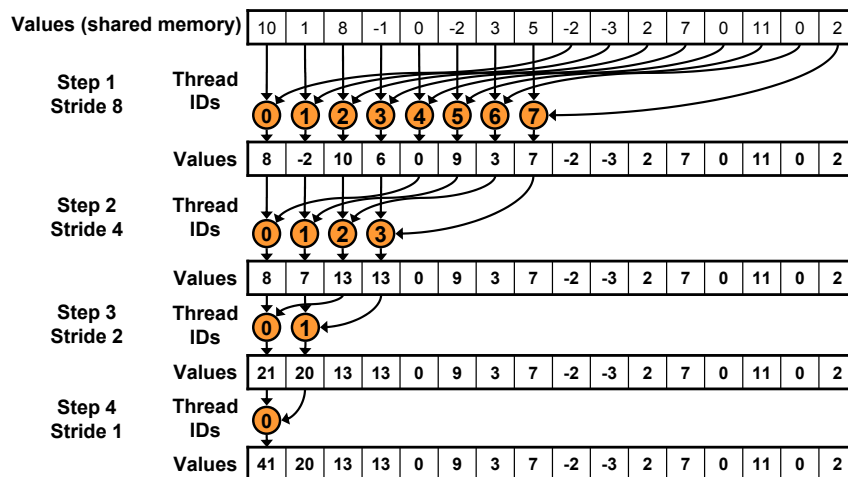 Values (shared memory) 10 1 8 -1 0 -2 3 5 -2 -3 2 7 0 11 0 2
Step 1 Thread
Stride 8 IDs
0 1 2 3 4 5 6 7
Values 8 -2 10 6 0 9 3 7 -2 -3 2 7 0 11 0 2
Step 2 Thread
Stride 4 IDs
0 1 2 3
Values 8 7 13 13 0 9 3 7 -2 -3 2 7 0 11 0 2
Step 3 Thread
Stride 2 IDs
0 1
Values 21 20 13 13 0 9 3 7 -2 -3 2 7 0 11 0 2
Step 4 Thread
Stride 1 IDs
0
Values 41 20 13 13 0 9 3 7 -2 -3 2 7 0 11 0 2